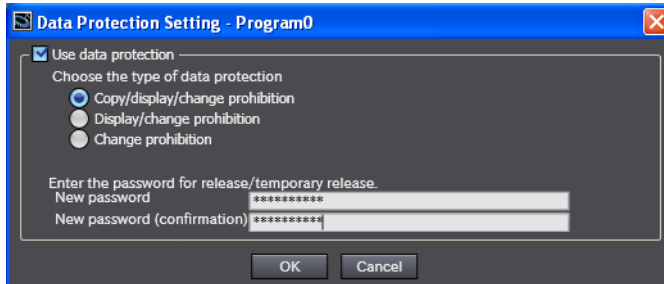 Data Protection Setting - Program0
Use data protection
Choose the type of data protection
Copy/display/change prohibition
Display/change prohibition
Change prohibition
Enter the password for release/temporary release.
New password **********
New password (confirmation) **********
OK Cancel